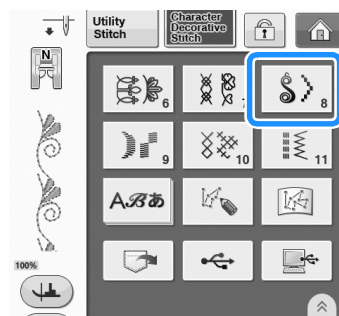 Utility
Stitch
Character
Decorative
Stitch
N
6
7
8
9
10
11
ABあ
100%